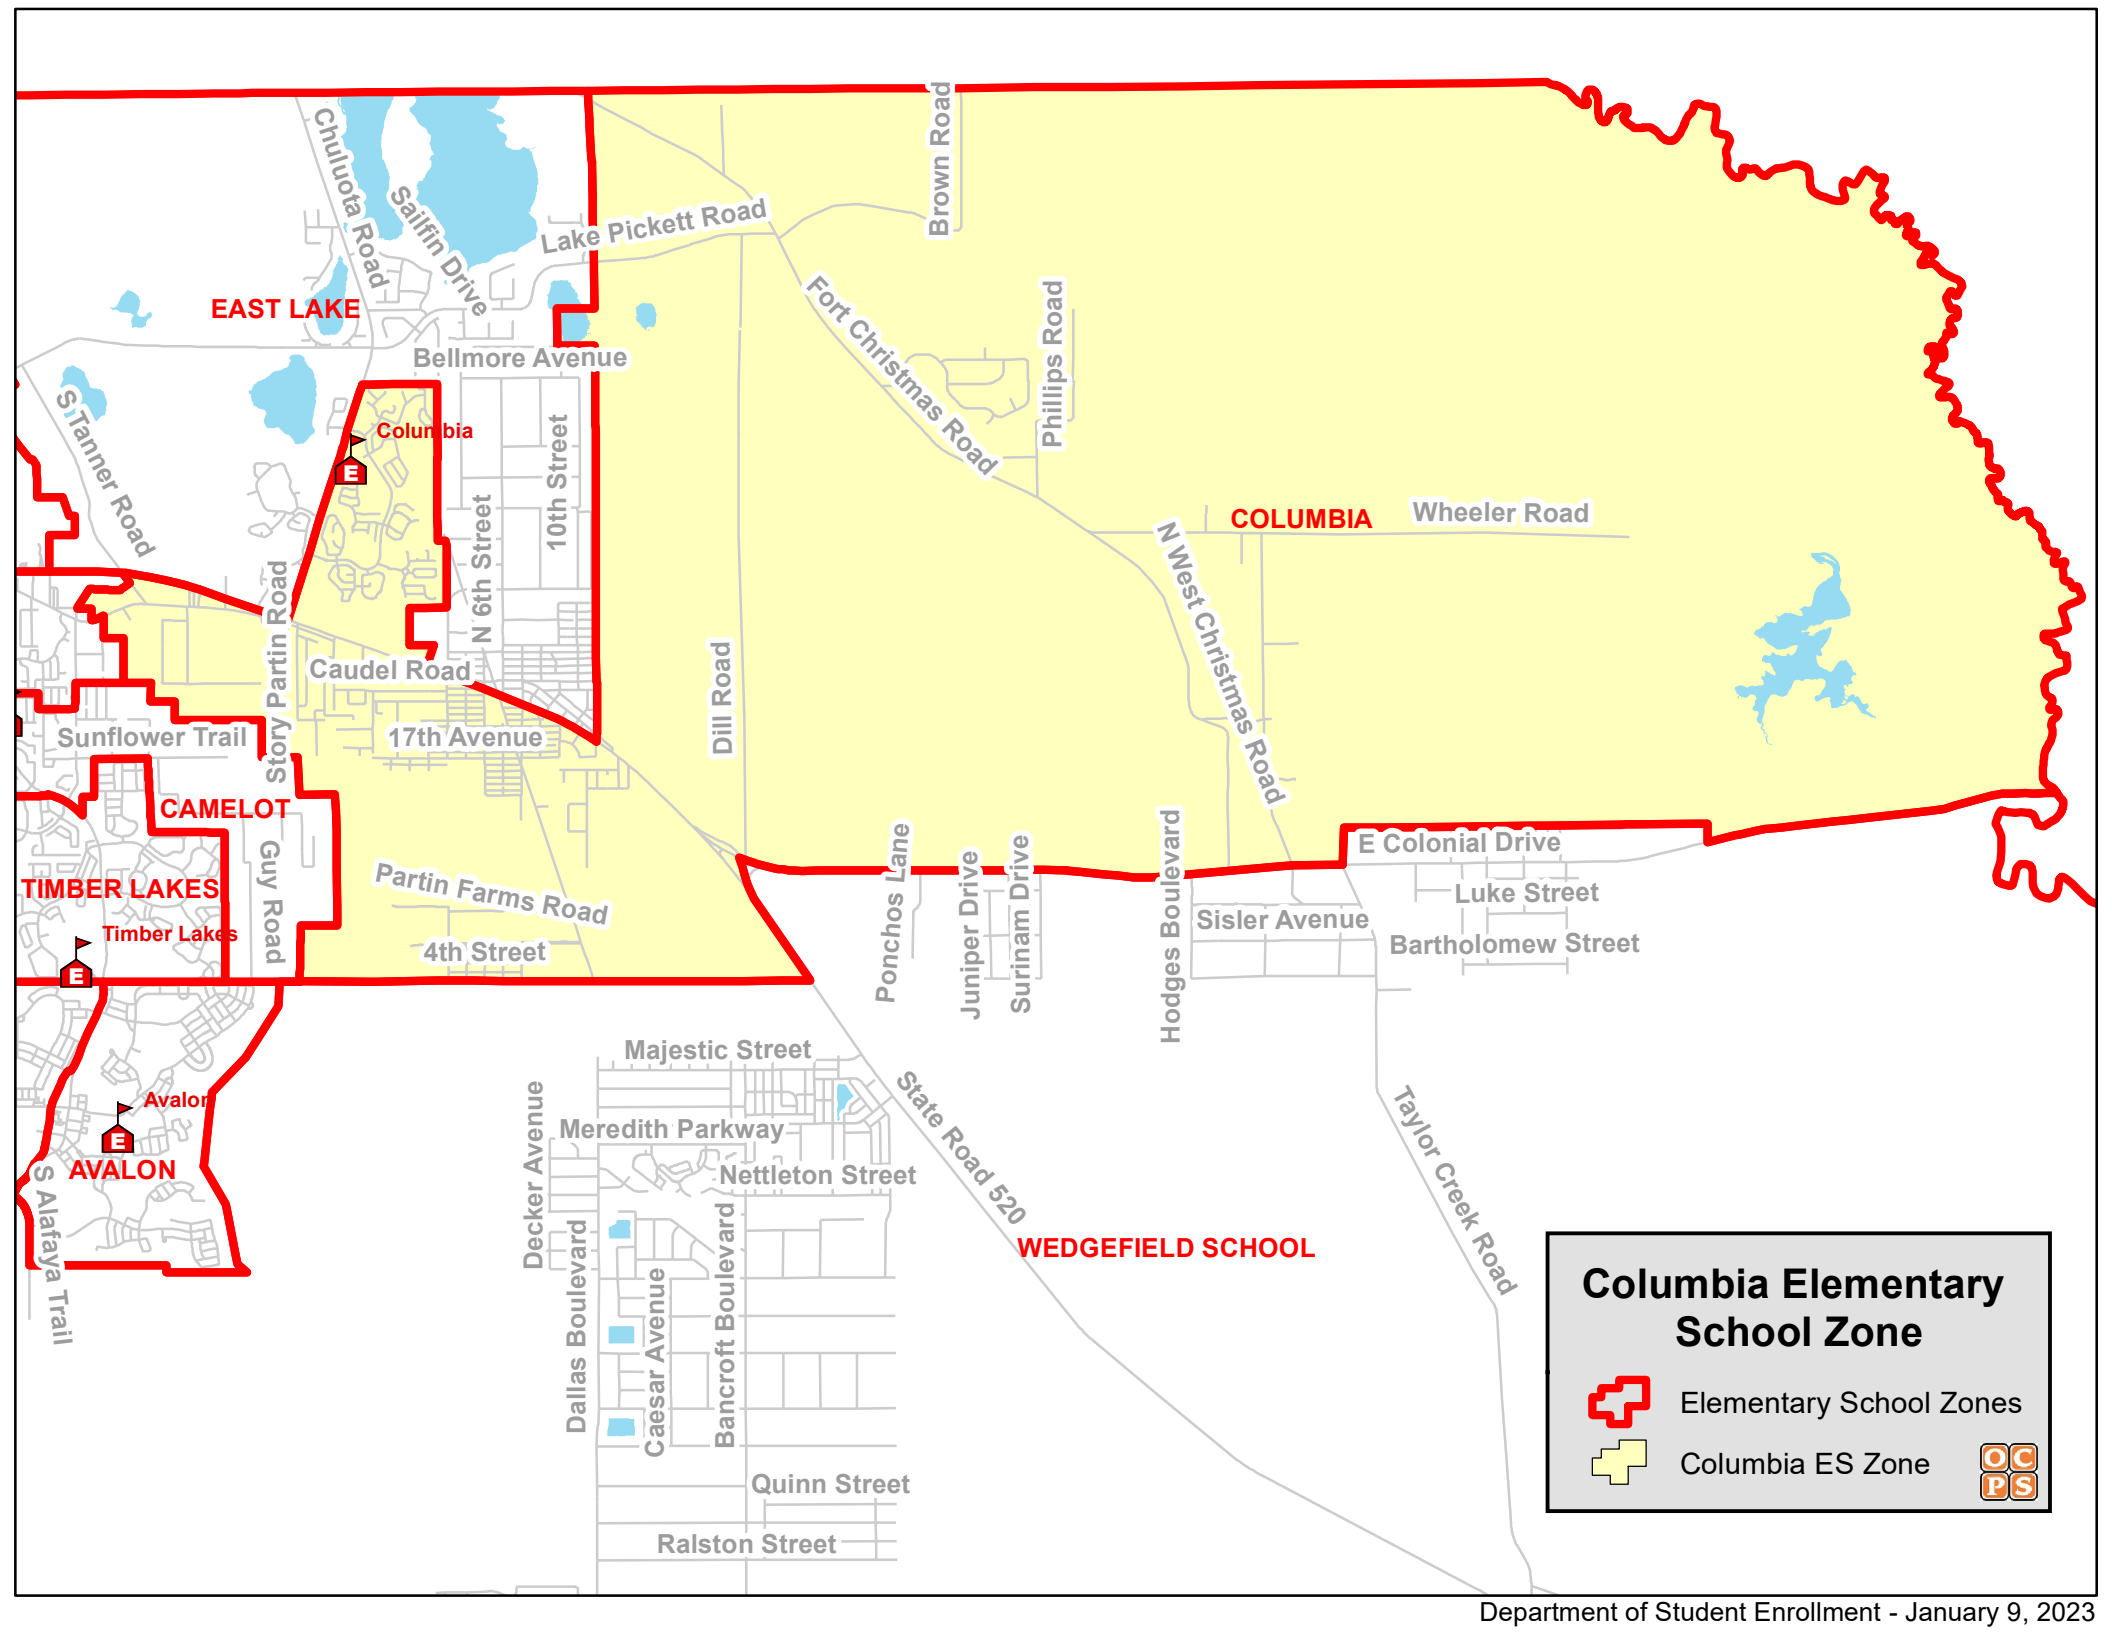 Brown Road
Chuluota Road
Sailfin Drive
Lake Pickett Road
EAST LAKE
Fort Christmas Road
Phillips Road
Bellmore Avenue
S Tanner Road
Columbia
E
10th Street
N 6th Street
COLUMBIA
Wheeler Road
N West Christmas Road
Story Partin Road
Caudel Road
Dill Road
Sunflower Trail
17th Avenue
CAMELOT
Guy Road
TIMBER LAKES
Timber Lakes
E
Partin Farms Road
4th Street
Ponchos Lane
Juniper Drive
Surinam Drive
Hodges Boulevard
E Colonial Drive
Luke Street
Sisler Avenue
Bartholomew Street
Majestic Street
Avalon
E
AVALON
S Alafaya Trail
Decker Avenue
Meredith Parkway
Nettleton Street
State Road 520
Taylor Creek Road
WEDGEFIELD SCHOOL
Dallas Boulevard
Caesar Avenue
Bancroft Boulevard
Quinn Street
Ralston Street
Columbia Elementary
School Zone
Elementary School Zones
Columbia ES Zone
OC
PS
Department of Student Enrollment - January 9, 2023